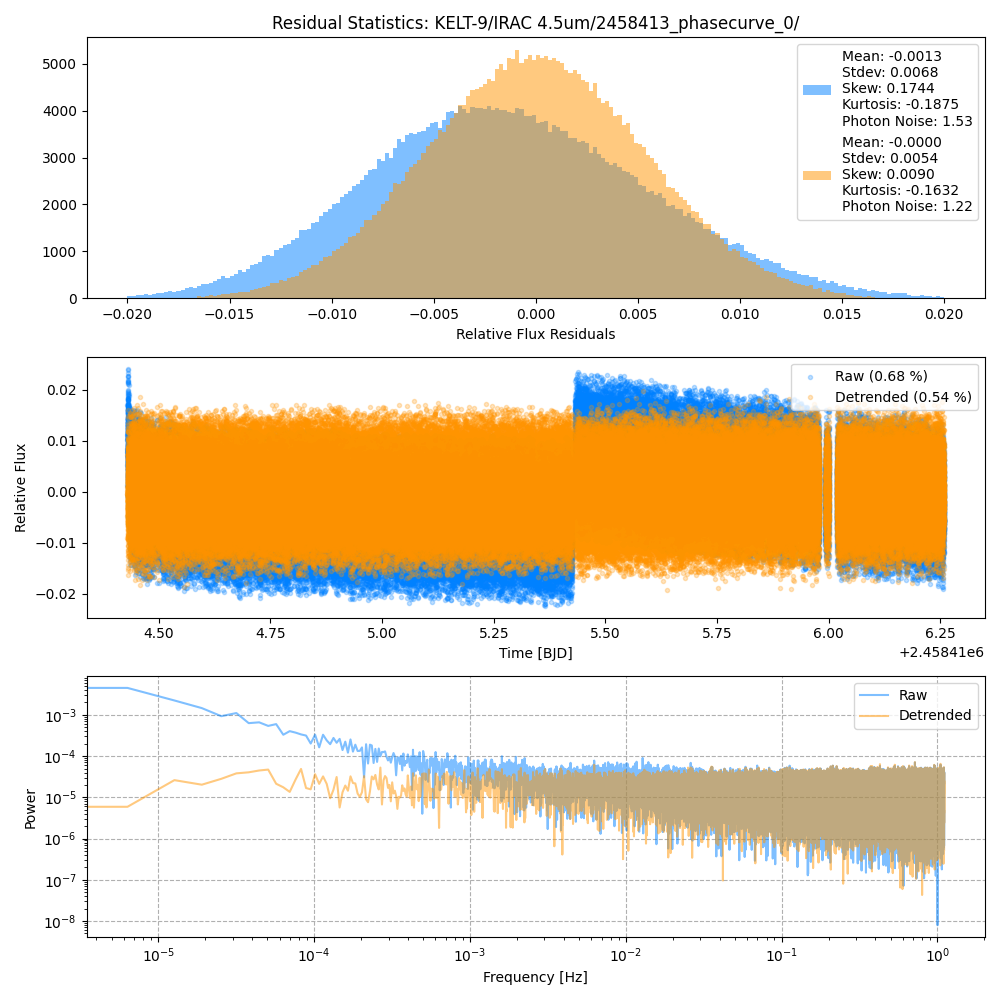 Residual Statistics: KELT-9/IRAC 4.5um/2458413_phasecurve_0/
5000
4000
3000
2000
1000
0
Mean: -0.0013
Stdev: 0.0068
Skew: 0.1744
Kurtosis: -0.1875
Photon Noise: 1.53
Mean: -0.0000
Stdev: 0.0054
Skew: 0.0090
Kurtosis: -0.1632
Photon Noise: 1.22
−0.020 −0.015 −0.010 −0.005 0.000 0.005 0.010 0.015 0.020
Relative Flux Residuals
Relative Flux
0.02
0.01
0.00
−0.01
−0.02
Raw (0.68 %)
Detrended (0.54 %)
4.50 4.75 5.00 5.25 5.50 5.75 6.00 6.25
Time [BJD]
+2.45841e6
Power
10⁻³
10⁻⁴
10⁻⁵
10⁻⁶
10⁻⁷
10⁻⁸
Raw
Detrended
10⁻⁵ 10⁻⁴ 10⁻³ 10⁻² 10⁻¹ 10⁰
Frequency [Hz]